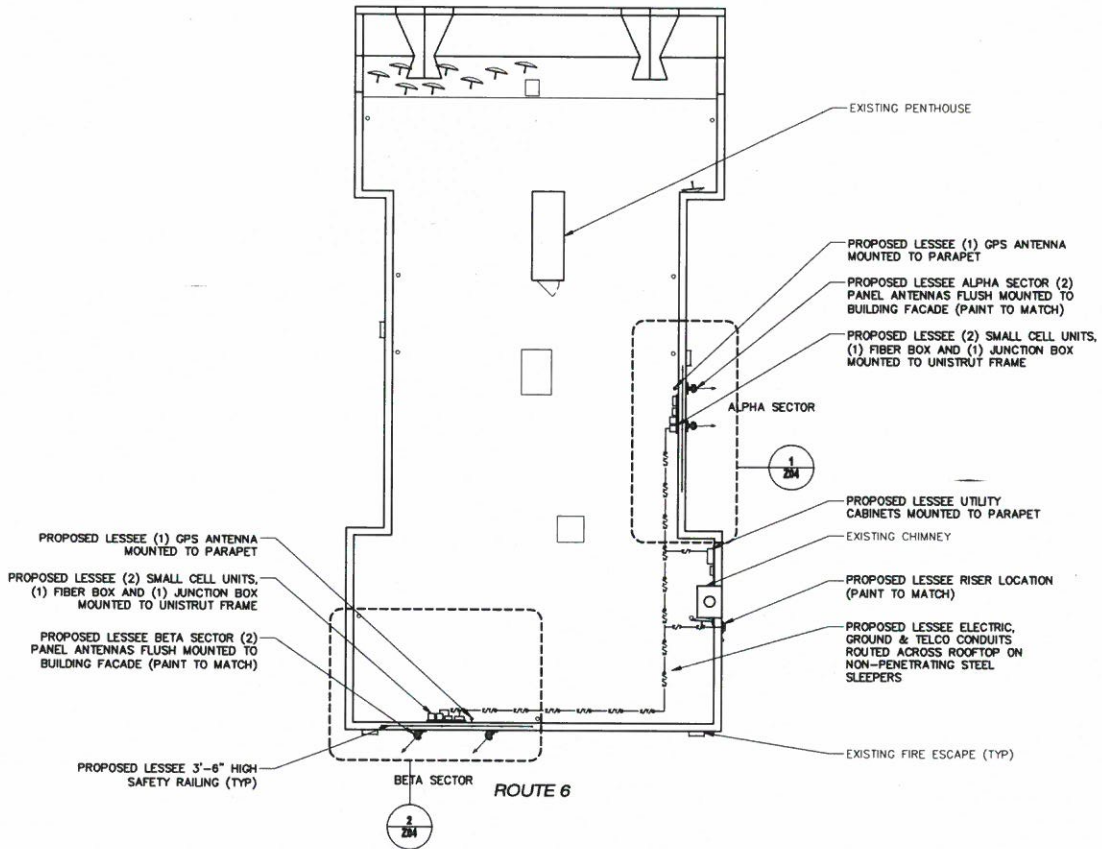 EXISTING PENTHOUSE
PROPOSED LESSEE (1) GPS ANTENNA
MOUNTED TO PARAPET
PROPOSED LESSEE ALPHA SECTOR (2)
PANEL ANTENNAS FLUSH MOUNTED TO
BUILDING FACADE (PAINT TO MATCH)
PROPOSED LESSEE (2) SMALL CELL UNITS,
(1) FIBER BOX AND (1) JUNCTION BOX
MOUNTED TO UNISTRUT FRAME
ALPHA SECTOR
1
Z04
PROPOSED LESSEE UTILITY
CABINETS MOUNTED TO PARAPET
EXISTING CHIMNEY
PROPOSED LESSEE RISER LOCATION
(PAINT TO MATCH)
PROPOSED LESSEE ELECTRIC,
GROUND & TELCO CONDUITS
ROUTED ACROSS ROOFTOP ON
NON-PENETRATING STEEL
SLEEPERS
EXISTING FIRE ESCAPE (TYP)
PROPOSED LESSEE (1) GPS ANTENNA
MOUNTED TO PARAPET
PROPOSED LESSEE (2) SMALL CELL UNITS,
(1) FIBER BOX AND (1) JUNCTION BOX
MOUNTED TO UNISTRUT FRAME
PROPOSED LESSEE BETA SECTOR (2)
PANEL ANTENNAS FLUSH MOUNTED TO
BUILDING FACADE (PAINT TO MATCH)
PROPOSED LESSEE 3'-6" HIGH
SAFETY RAILING (TYP)
BETA SECTOR
ROUTE 6
2
Z04